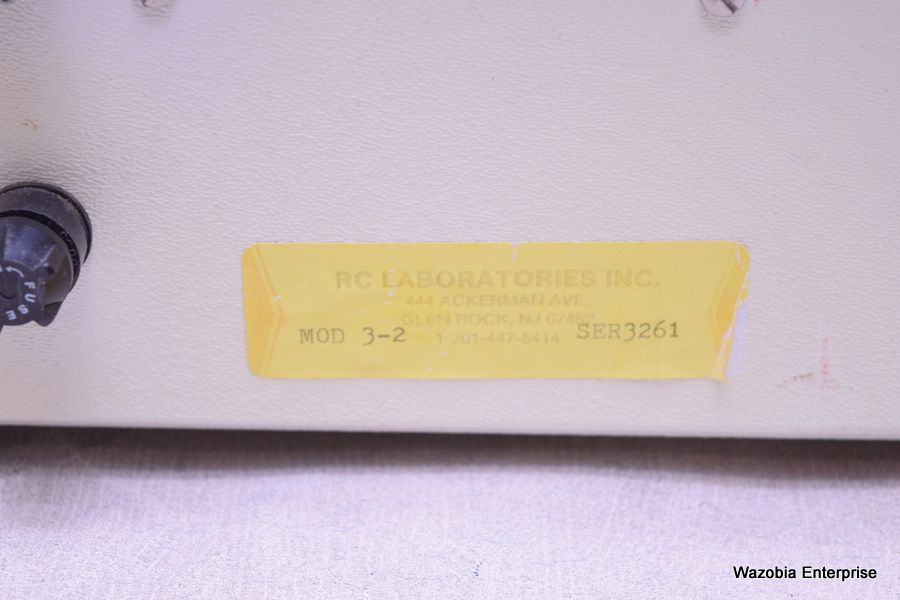 FUSE
RC LABORATORIES INC.
444 ACKERMAN AVE.
GLEN ROCK, NJ 07452
MOD 3-2 1-201-447-5414 SER3261
Wazobia Enterprise